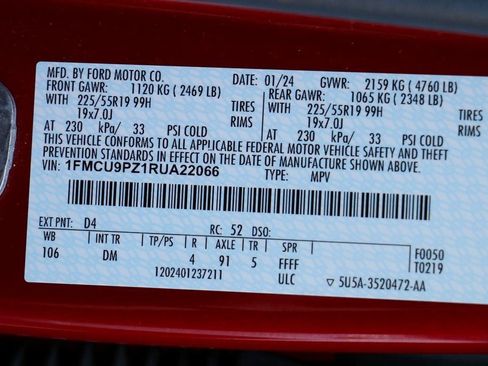 MFD. BY FORD MOTOR CO.
DATE: 01/24 GVWR: 2159 KG (4760 LB)
FRONT GAWR: 1120 KG (2469 LB) REAR GAWR: 1065 KG (2348 LB)
WITH 225/55R19 99H TIRES WITH 225/55R19 99H TIRES
19x7.0J RIMS 19x7.0J RIMS
AT 230 kPa/ 33 PSI COLD AT 230 kPa/ 33 PSI COLD
THIS VEHICLE CONFORMS TO ALL APPLICABLE FEDERAL MOTOR VEHICLE SAFETY AND THEFT
PREVENTION STANDARDS IN EFFECT ON THE DATE OF MANUFACTURE SHOWN ABOVE.
VIN: 1FMCU9PZ1RUA22066 TYPE: MPV
EXT PNT: D4 RC: 52 DSO:
WB INT TR TP/PS R AXLE TR SPR F0050
106 DM 4 91 5 FFFF T0219
1202401237211 ULC ▽ 5U5A-3520472-AA